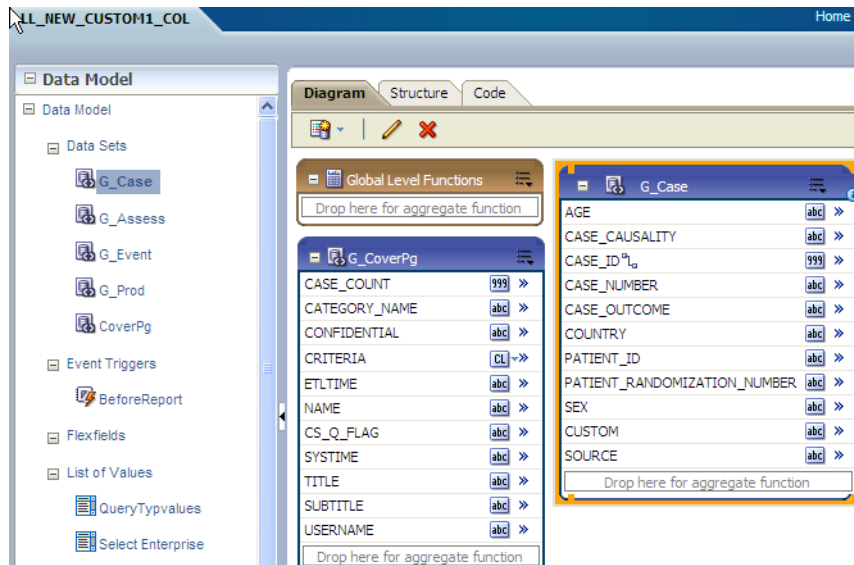 LL_NEW_CUSTOM1_COL
Home
Data Model
Data Model
Data Sets
G_Case
G_Assess
G_Event
G_Prod
CoverPg
Event Triggers
BeforeReport
Flexfields
List of Values
QueryTypvalues
Select Enterprise
Diagram Structure Code
Global Level Functions
Drop here for aggregate function
G_CoverPg
CASE_COUNT 999
CATEGORY_NAME abc
CONFIDENTIAL abc
CRITERIA CL
ETLTIME abc
NAME abc
CS_Q_FLAG abc
SYSTIME abc
TITLE abc
SUBTITLE abc
USERNAME abc
Drop here for aggregate function
G_Case
AGE abc
CASE_CAUSALITY abc
CASE_ID 999
CASE_NUMBER abc
CASE_OUTCOME abc
COUNTRY abc
PATIENT_ID abc
PATIENT_RANDOMIZATION_NUMBER abc
SEX abc
CUSTOM abc
SOURCE abc
Drop here for aggregate function